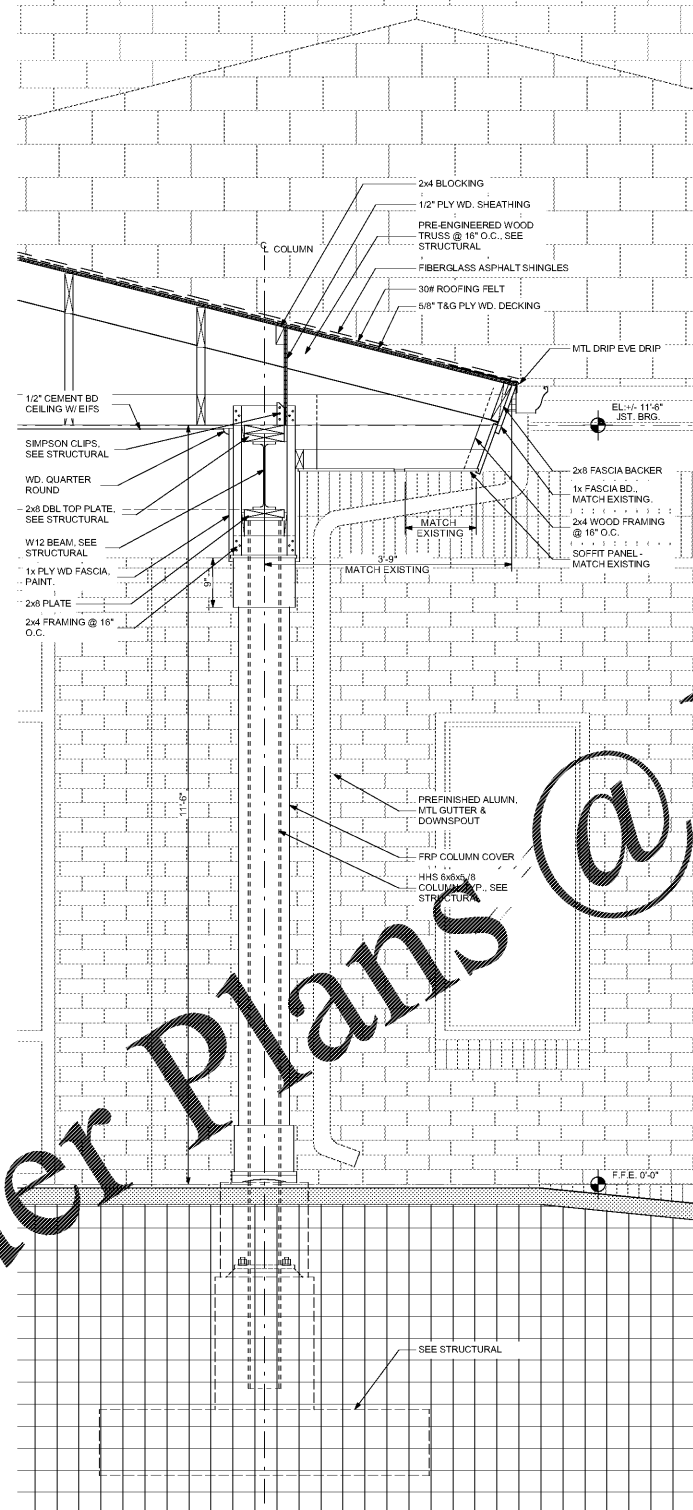 2x4 BLOCKING
1/2" PLY WD. SHEATHING
PRE-ENGINEERED WOOD
TRUSS @ 16" O.C., SEE
STRUCTURAL
℄ COLUMN
FIBERGLASS ASPHALT SHINGLES
30# ROOFING FELT
5/8" T&G PLY WD. DECKING
MTL DRIP EVE DRIP
1/2" CEMENT BD
CEILING W/ EIFS
EL:+/- 11'-6"
JST. BRG.
SIMPSON CLIPS,
SEE STRUCTURAL
WD. QUARTER
ROUND
2x8 DBL TOP PLATE,
SEE STRUCTURAL
W12 BEAM, SEE
STRUCTURAL
1x PLY WD FASCIA,
PAINT.
2x8 PLATE
2x4 FRAMING @ 16"
O.C.
2x8 FASCIA BACKER
1x FASCIA BD.,
MATCH EXISTING.
2x4 WOOD FRAMING
@ 16" O.C.
SOFFIT PANEL -
MATCH EXISTING
MATCH
EXISTING
3'-9"
MATCH EXISTING
9"
11'-6"
PREFINISHED ALUMN,
MTL GUTTER &
DOWNSPOUT
FRP COLUMN COVER
HHS 6x6x5/8
COLUMN, TYP., SEE
STRUCTURAL
F.F.E. 0'-0"
SEE STRUCTURAL
er Plans @